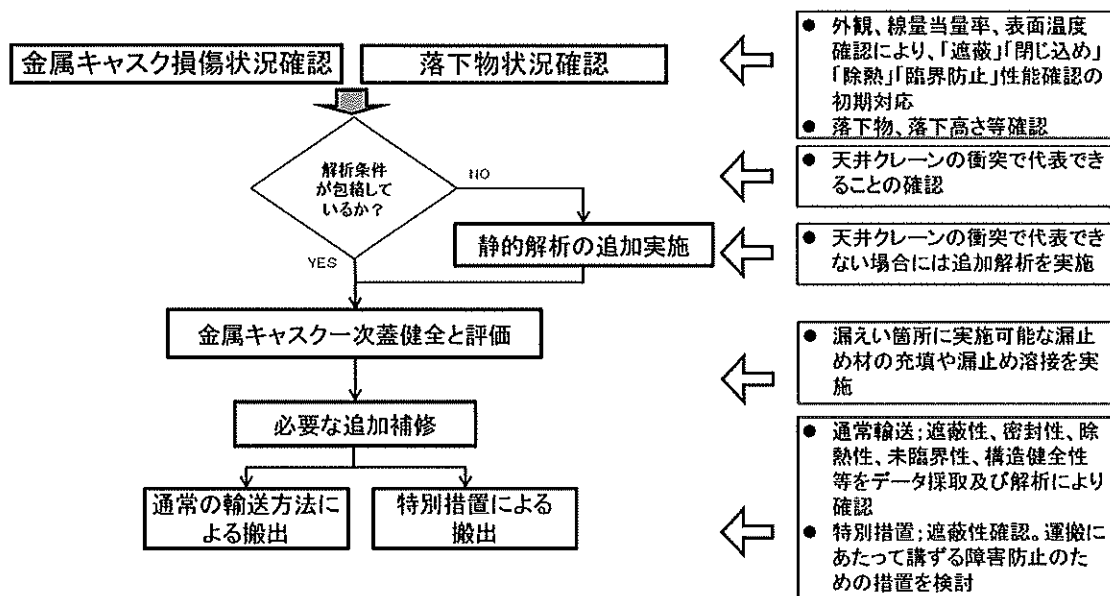 金属キャスク損傷状況確認
落下物状況確認
解析条件
が包絡して
いるか？
NO
YES
静的解析の追加実施
金属キャスク一次蓋健全と評価
必要な追加補修
通常の輸送方法
による搬出
特別措置による
搬出
● 外観、線量当量率、表面温度
確認により、「遮蔽」「閉じ込め」
「除熱」「臨界防止」性能確認の
初期対応
● 落下物、落下高さ等確認
● 天井クレーンの衝突で代表でき
ることの確認
● 天井クレーンの衝突で代表でき
ない場合には追加解析を実施
● 漏えい箇所に実施可能な漏止
め材の充填や漏止め溶接を実
施
● 通常輸送；遮蔽性、密封性、除
熱性、未臨界性、構造健全性
等をデータ採取及び解析により
確認
● 特別措置；遮蔽性確認。運搬に
あたって講ずる障害防止のた
めの措置を検討